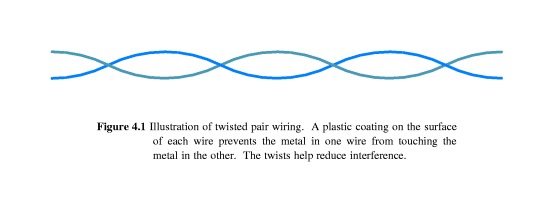 Figure 4.1 Illustration of twisted pair wiring. A plastic coating on the surface
of each wire prevents the metal in one wire from touching the
metal in the other. The twists help reduce interference.